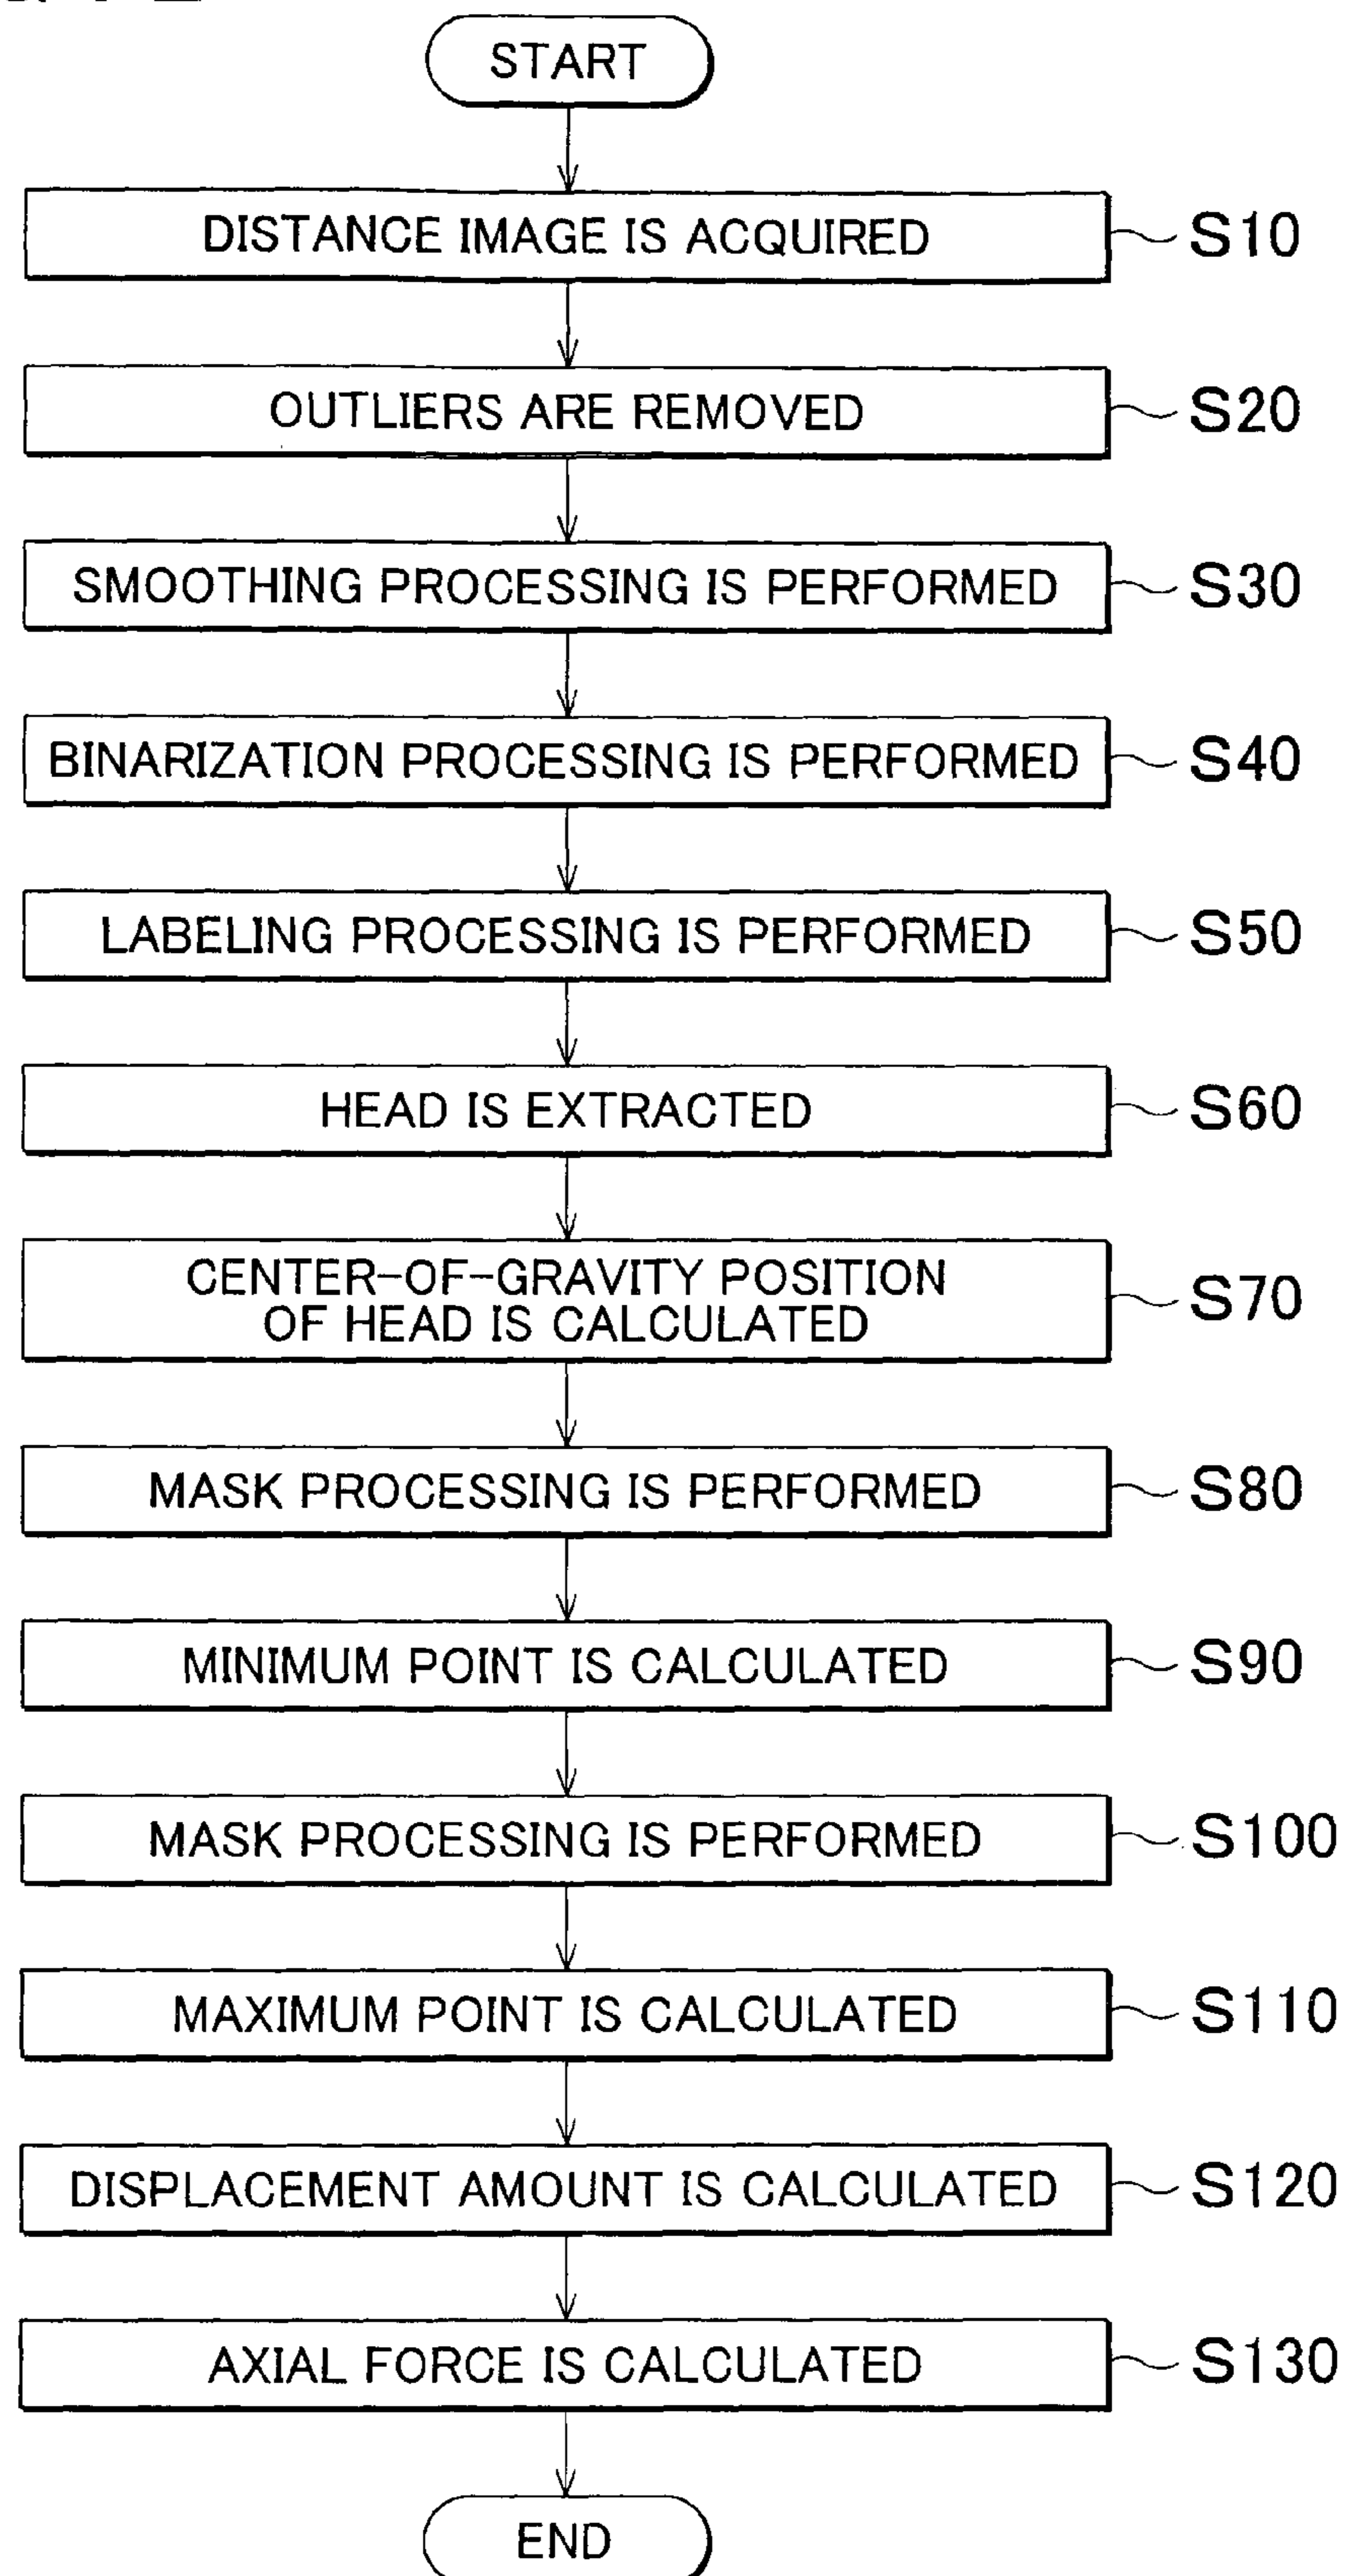 START
DISTANCE IMAGE IS ACQUIRED
S10
OUTLIERS ARE REMOVED
S20
SMOOTHING PROCESSING IS PERFORMED
S30
BINARIZATION PROCESSING IS PERFORMED
S40
LABELING PROCESSING IS PERFORMED
S50
HEAD IS EXTRACTED
S60
CENTER-OF-GRAVITY POSITION
OF HEAD IS CALCULATED
S70
MASK PROCESSING IS PERFORMED
S80
MINIMUM POINT IS CALCULATED
S90
MASK PROCESSING IS PERFORMED
S100
MAXIMUM POINT IS CALCULATED
S110
DISPLACEMENT AMOUNT IS CALCULATED
S120
AXIAL FORCE IS CALCULATED
S130
END